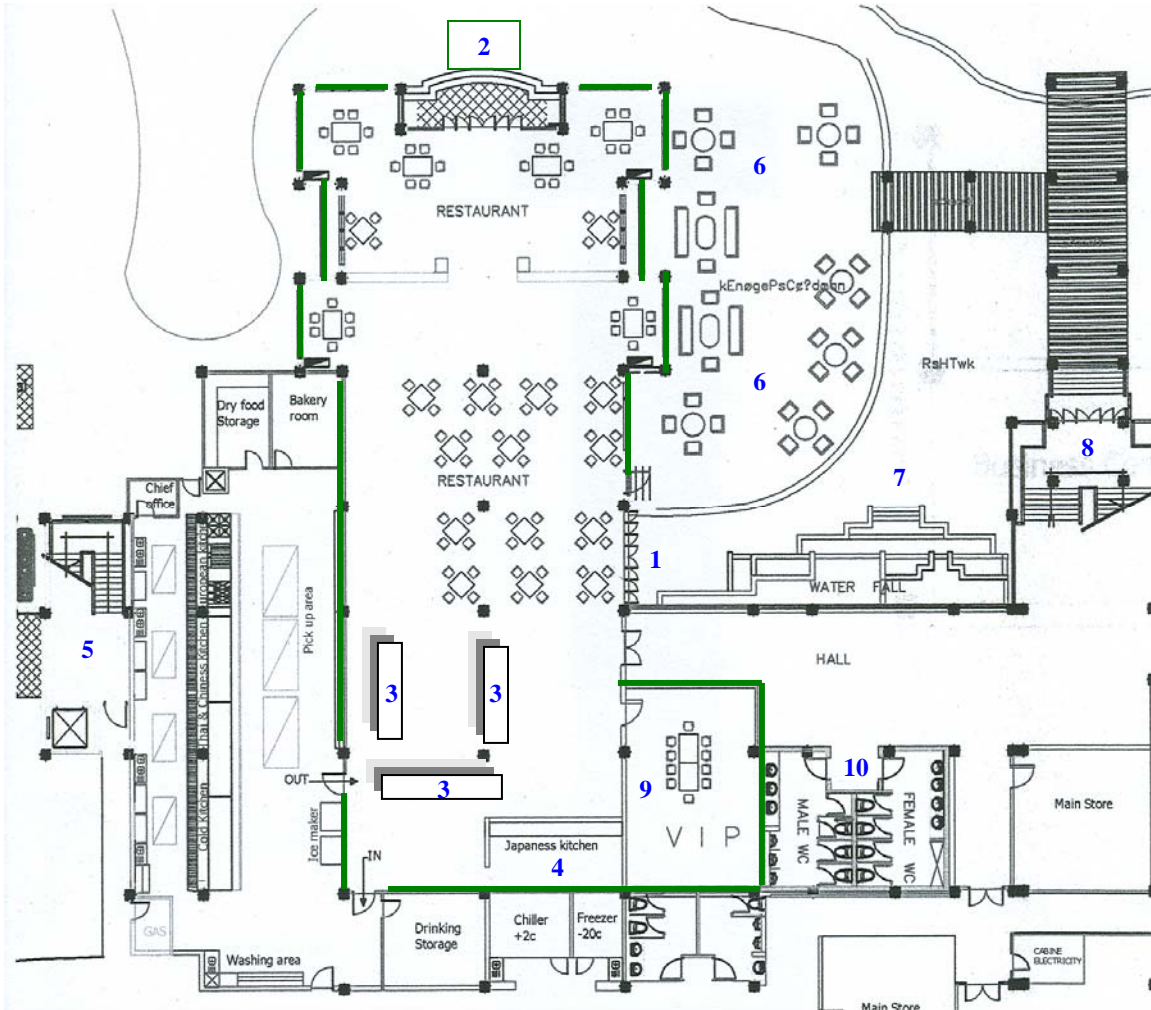 2
6
RESTAURANT
kEnøgePsCø?døgn
6
RsHTwk
Dry food
Storage
Bakery
room
8
Chief
office
RESTAURANT
7
European kitchen
Pick up area
1
WATER FALL
5
HALL
Thai & Chiness Kitchen
3
3
OUT
10
9
3
Main Store
Cold Kitchen
Ice maker
MALE WC
FEMALE WC
VIP
Japaness kitchen
4
IN
GAS
Drinking
Storage
Chiller
+2c
Freezer
-20c
Washing area
CABINE
ELECTRICITY
Main Store